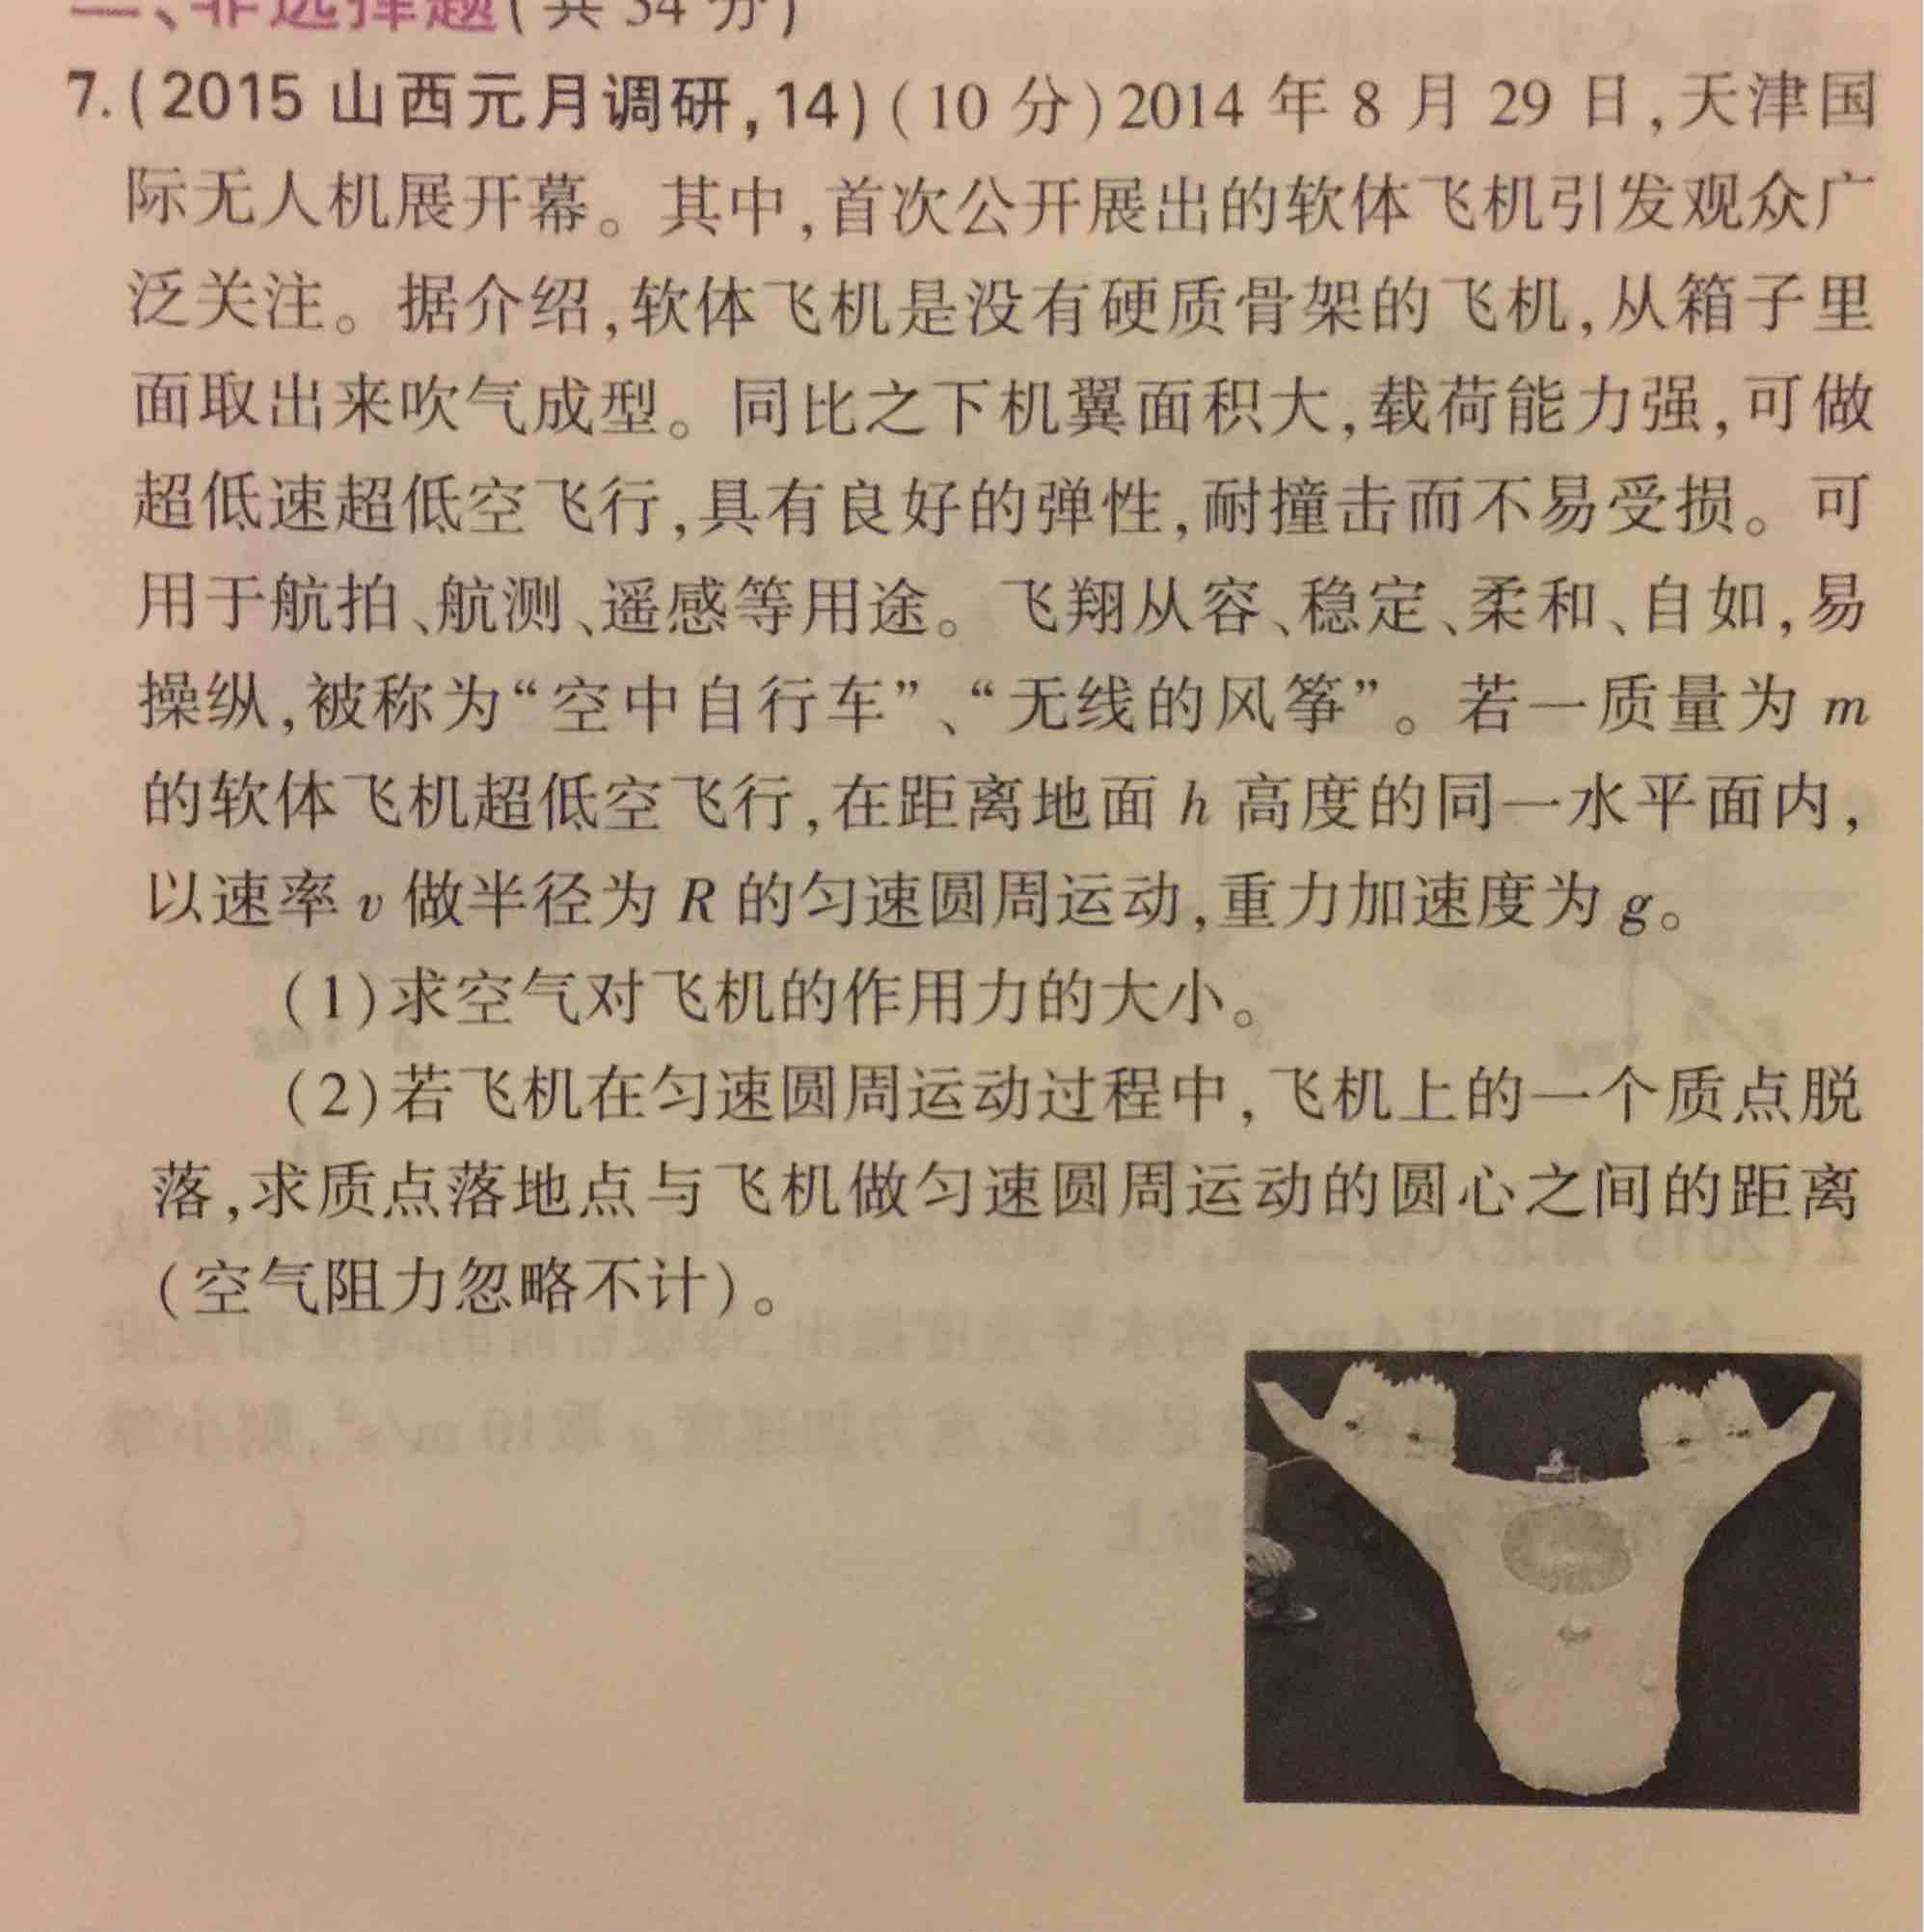 二、非选择题(共 54 分)
7.(2015 山西元月调研,14)(10 分)2014 年 8 月 29 日,天津国
际无人机展开幕。其中,首次公开展出的软体飞机引发观众广
泛关注。据介绍,软体飞机是没有硬质骨架的飞机,从箱子里
面取出来吹气成型。同比之下机翼面积大,载荷能力强,可做
超低速超低空飞行,具有良好的弹性,耐撞击而不易受损。可
用于航拍、航测、遥感等用途。飞翔从容、稳定、柔和、自如,易
操纵,被称为“空中自行车”、“无线的风筝”。若一质量为 m
的软体飞机超低空飞行,在距离地面 h 高度的同一水平面内,
以速率 v 做半径为 R 的匀速圆周运动,重力加速度为 g。
(1)求空气对飞机的作用力的大小。
(2)若飞机在匀速圆周运动过程中,飞机上的一个质点脱
落,求质点落地点与飞机做匀速圆周运动的圆心之间的距离
(空气阻力忽略不计)。